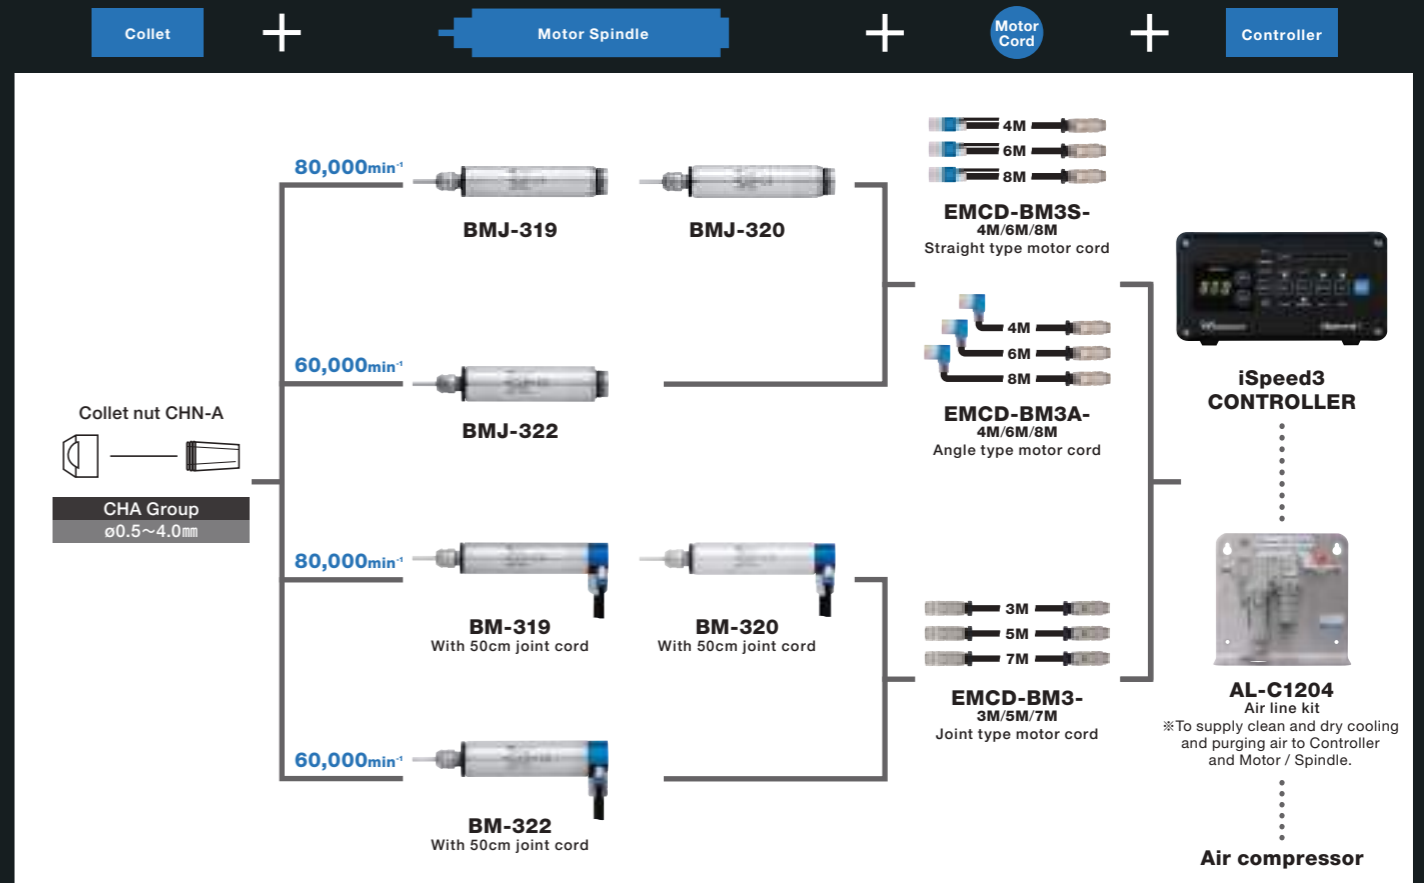 Collet
Motor Spindle
Motor
Cord
Controller
80,000min⁻¹
BMJ-319
BMJ-320
4M
6M
8M
EMCD-BM3S-
4M/6M/8M
Straight type motor cord
60,000min⁻¹
BMJ-322
4M
6M
8M
EMCD-BM3A-
4M/6M/8M
Angle type motor cord
iSpeed3
CONTROLLER
Collet nut CHN-A
CHA Group
ø0.5～4.0㎜
80,000min⁻¹
BM-319
With 50cm joint cord
BM-320
With 50cm joint cord
3M
5M
7M
EMCD-BM3-
3M/5M/7M
Joint type motor cord
60,000min⁻¹
BM-322
With 50cm joint cord
AL-C1204
Air line kit
※To supply clean and dry cooling
and purging air to Controller
and Motor / Spindle.
Air compressor